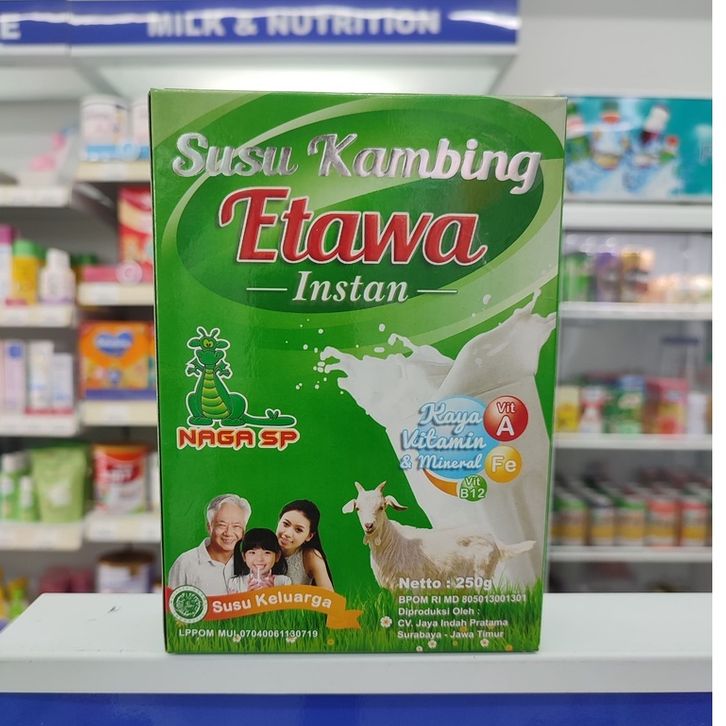 MILK & NUTRITION
Susu Kambing
Etawa
Instan
NAGA SP
Kaya
Vitamin
& Mineral
Vit
A
Fe
Vit
B12
Susu Keluarga
Netto : 250g
BPOM RI MD 805013001301
Diproduksi Oleh :
CV. Jaya Indah Pratama
Surabaya - Jawa Timur
LPPOM MUI 07040061130719